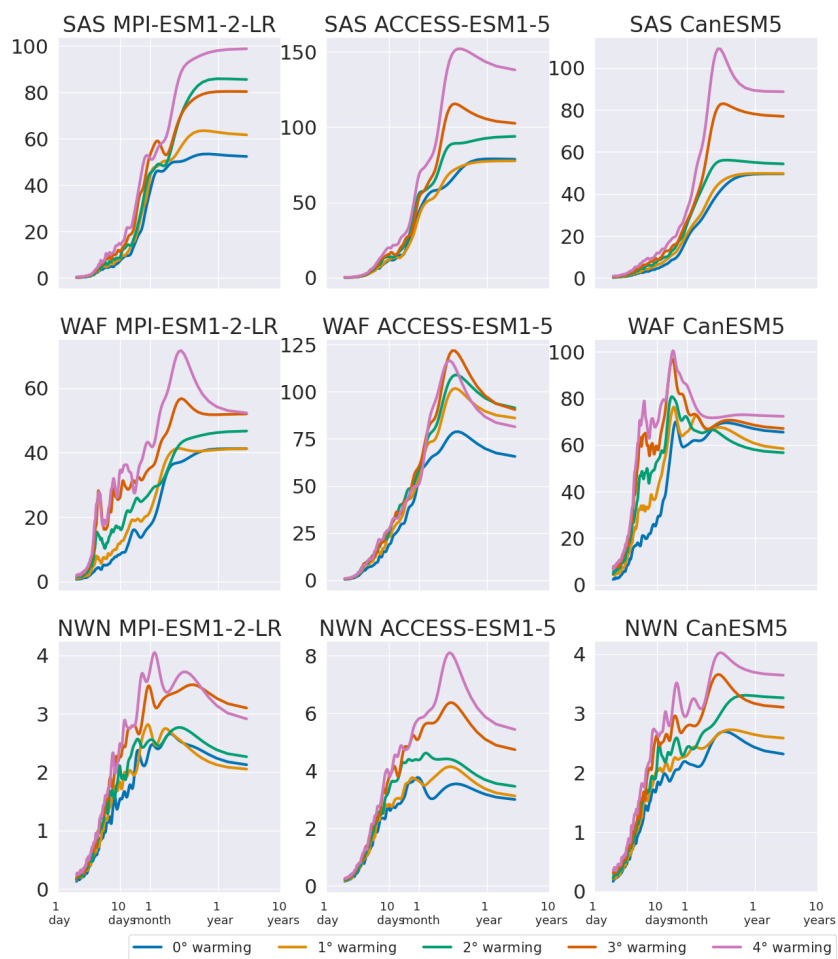 SAS MPI-ESM1-2-LR SAS ACCESS-ESM1-5 SAS CanESM5
100 80 60 40 20 0
150 100 50 0
100 80 60 40 20 0
WAF MPI-ESM1-2-LR WAF ACCESS-ESM1-5 WAF CanESM5
60 40 20 0
125 100 75 50 25 0
100 80 60 40 20 0
NWN MPI-ESM1-2-LR NWN ACCESS-ESM1-5 NWN CanESM5
4 3 2 1 0
8 6 4 2 0
4 3 2 1 0
1 10 1 1 10 1 10 1 1 10 1 10 1 1 10
day days month year years day days month year years day days month year years
0° warming 1° warming 2° warming 3° warming 4° warming